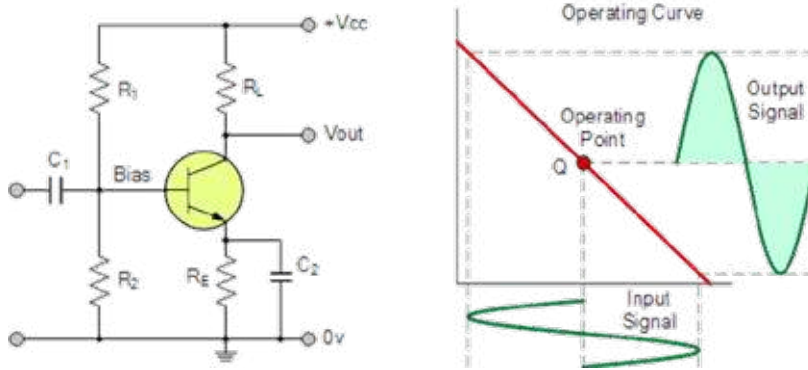 +Vcc
R1
RL
Vout
C1
Bias
R2
RE
C2
0v
Operating Curve
Output
Signal
Operating
Point
Q
Input
Signal